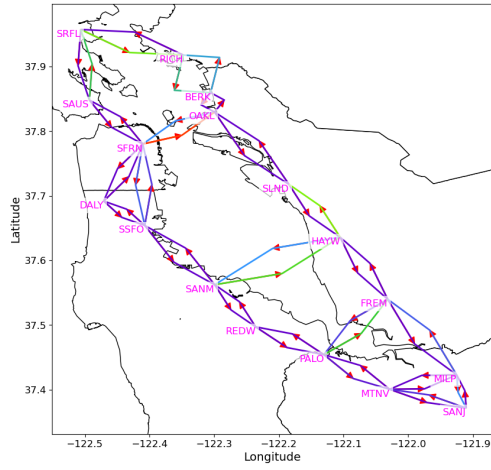 SRFL
RICH
37.9
BERK
SAUS
OAKL
37.8
SFRN
SLND
37.7
DALY
SSFO
HAYW
Latitude
37.6
SANM
FREM
37.5
REDW
PALO
MILP
37.4
MTNV
SANJ
−122.5 −122.4 −122.3 −122.2 −122.1 −122.0 −121.9
Longitude